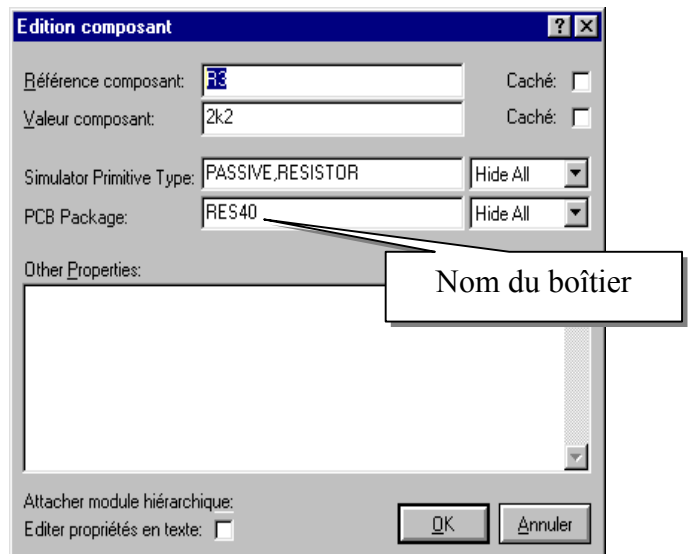 Edition composant
Référence composant: R3 Caché:
Valeur composant: 2k2 Caché:
Simulator Primitive Type: PASSIVE,RESISTOR Hide All
PCB Package: RES40 Hide All
Other Properties:
Nom du boîtier
Attacher module hiérarchique:
Editer propriétés en texte:
OK Annuler